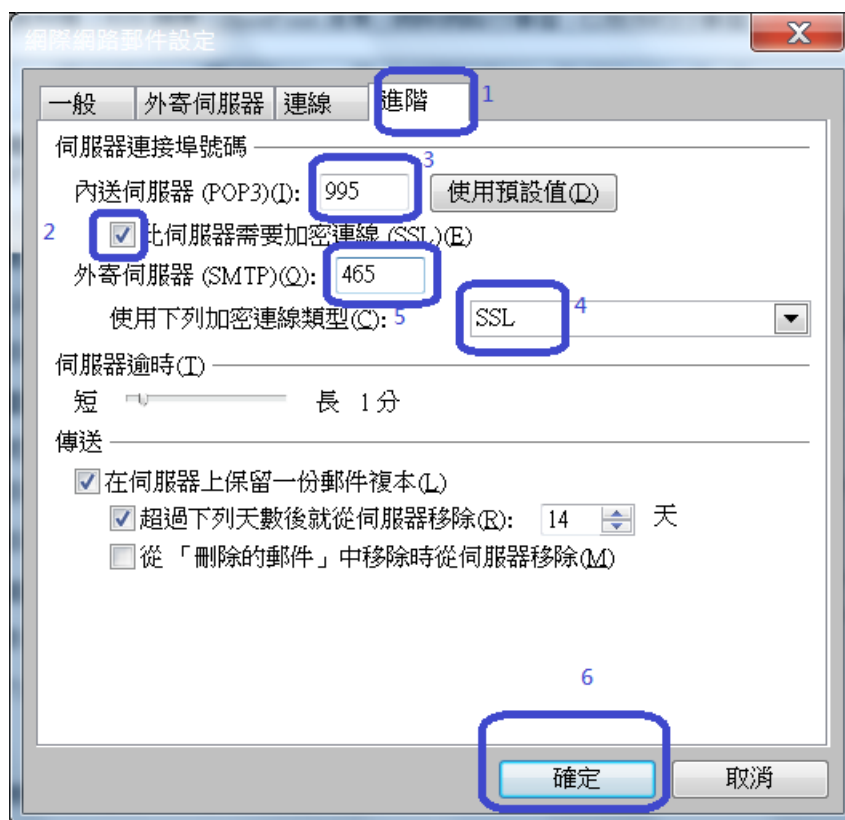 網際網路郵件設定
一般 外寄伺服器 連線 進階 1
伺服器連接埠號碼
3
內送伺服器 (POP3)(I): 995 使用預設值(D)
2 此伺服器需要加密連線 (SSL)(E)
外寄伺服器 (SMTP)(O): 465
使用下列加密連線類型(C): 5 SSL 4
伺服器逾時(T)
短 長 1分
傳送
在伺服器上保留一份郵件複本(L)
超過下列天數後就從伺服器移除(R): 14 天
從「刪除的郵件」中移除時從伺服器移除(M)
6
確定 取消